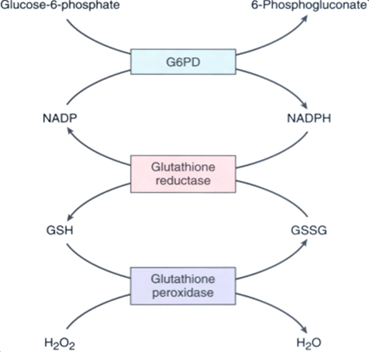 Glucose-6-phosphate 6-Phosphogluconate
G6PD
NADP NADPH
Glutathione
reductase
GSH GSSG
Glutathione
peroxidase
H₂O₂ H₂O